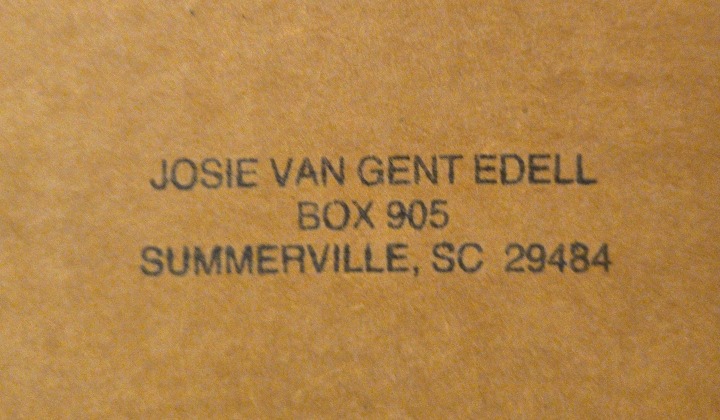 JOSIE VAN GENT EDELL
BOX 905
SUMMERVILLE, SC 29484